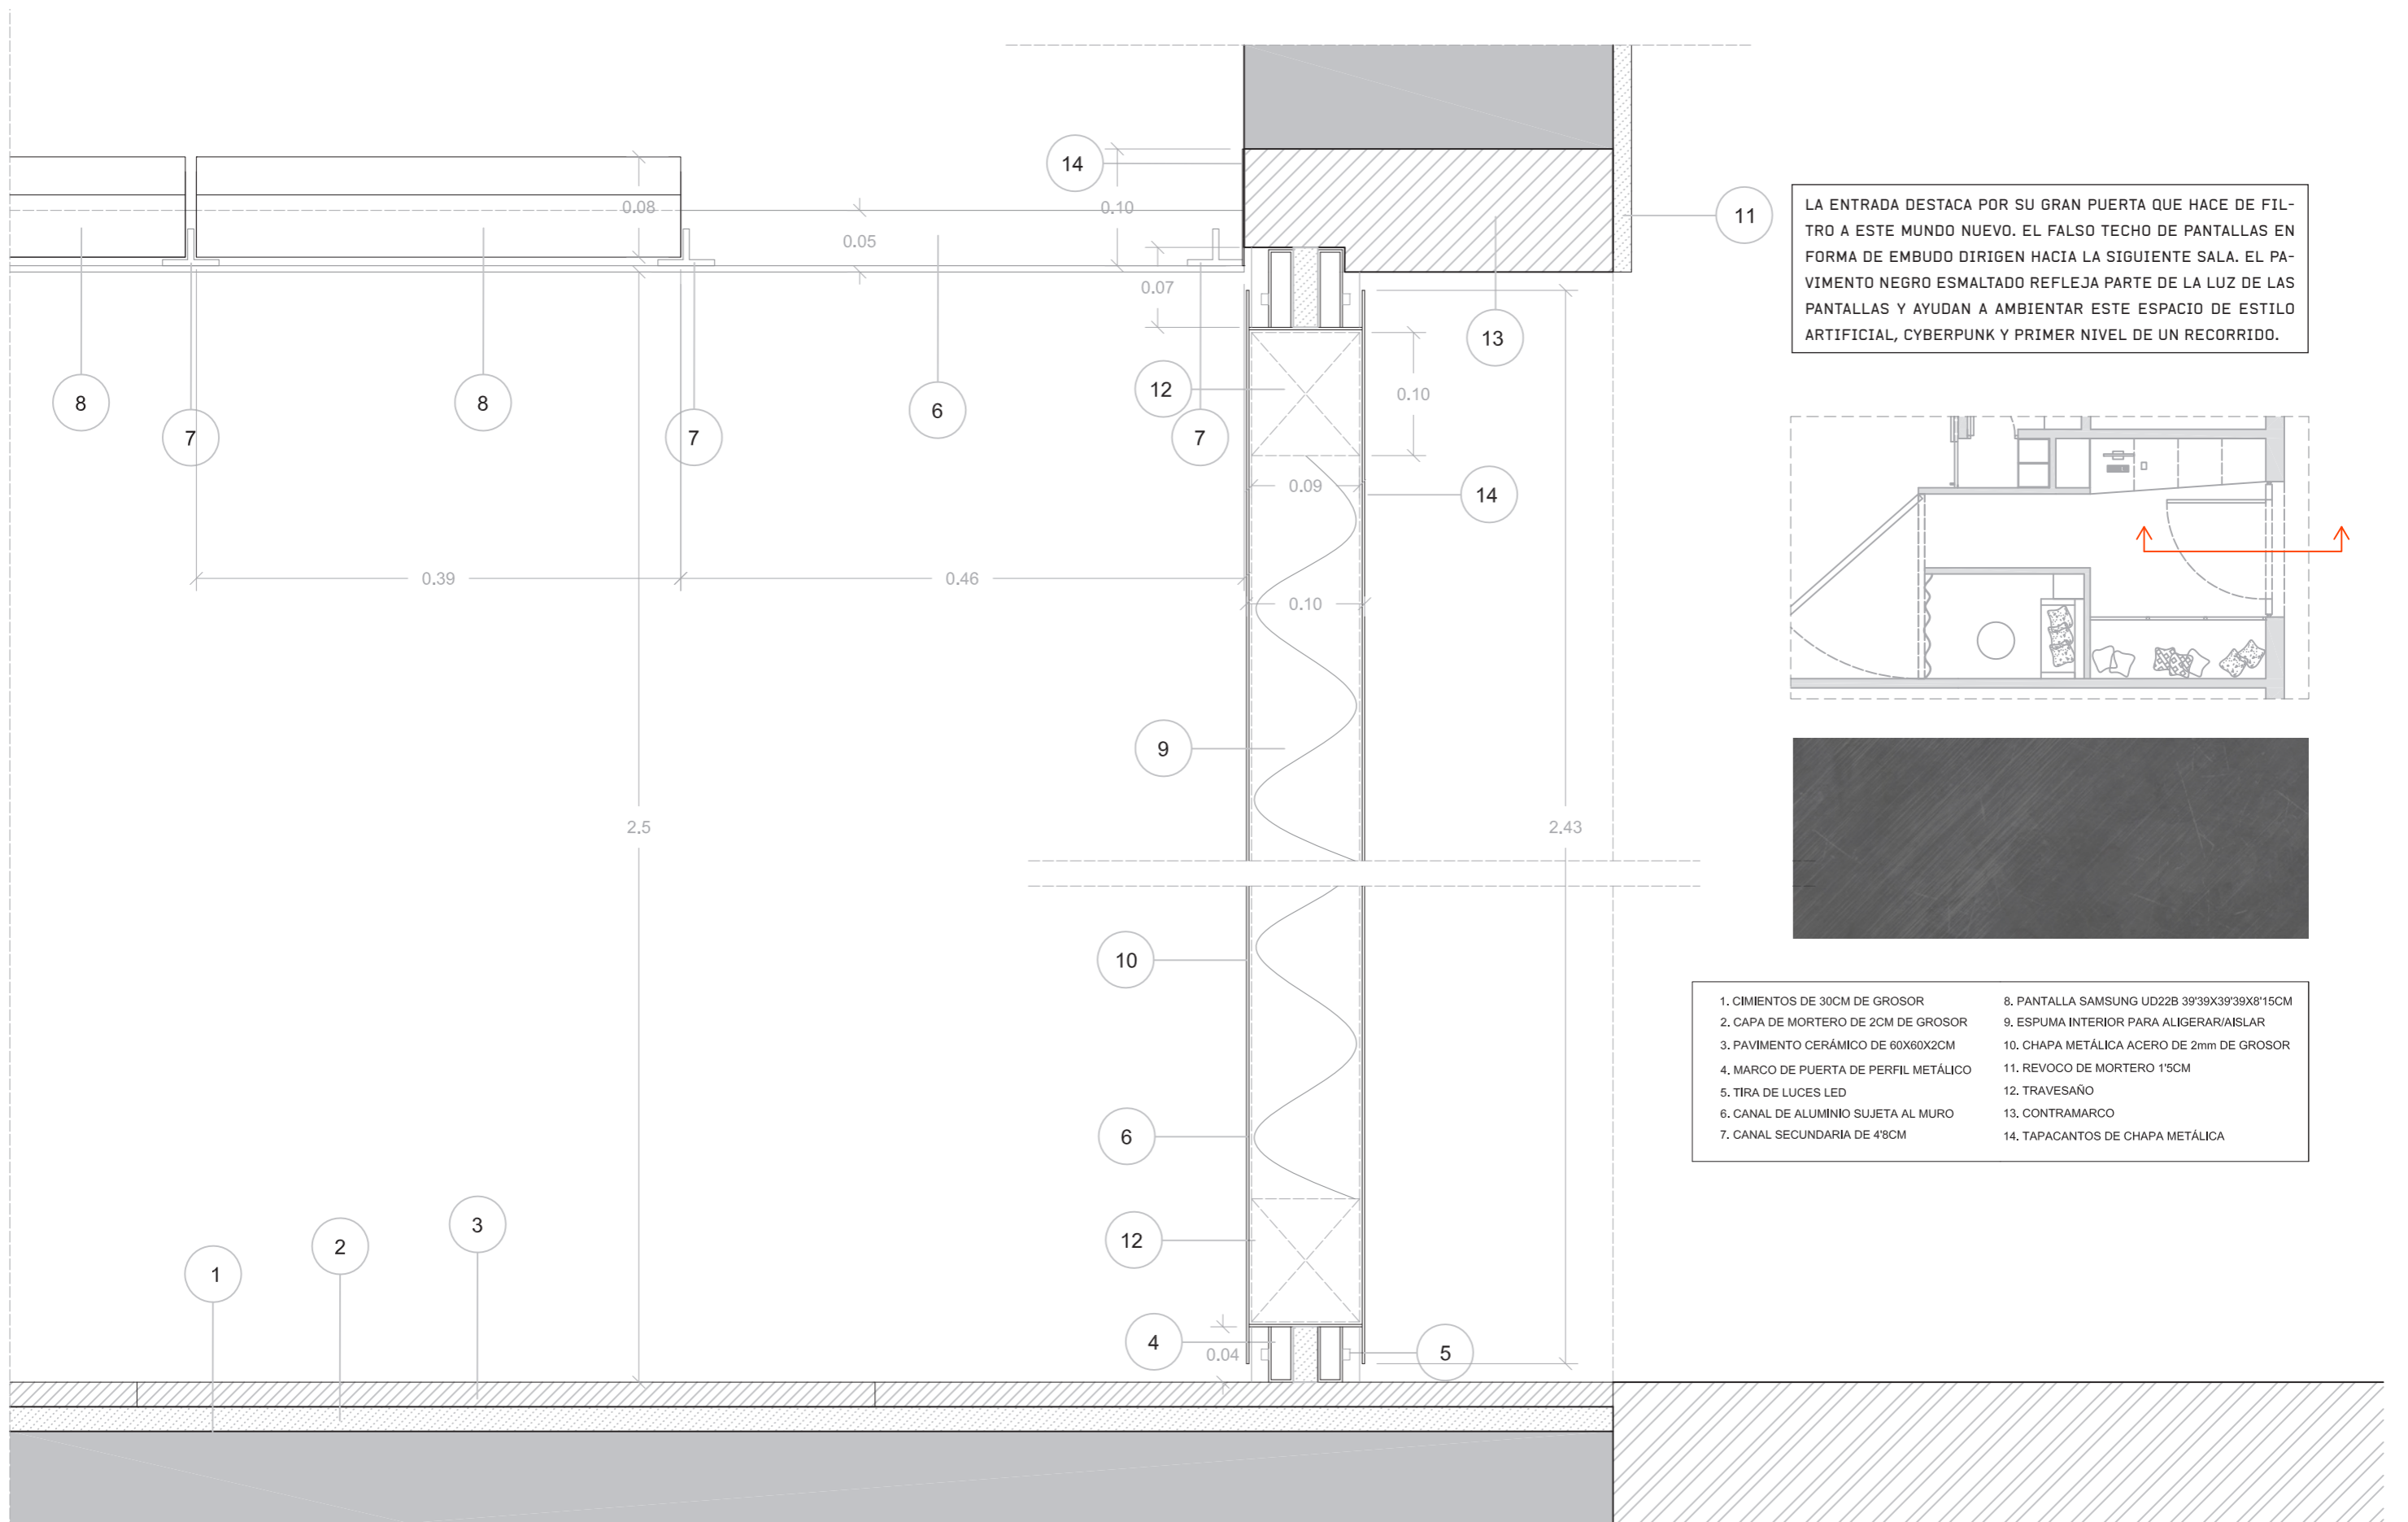 14
0.08
0.10
11
0.05
LA ENTRADA DESTACA POR SU GRAN PUERTA QUE HACE DE FIL-
TRO A ESTE MUNDO NUEVO. EL FALSO TECHO DE PANTALLAS EN
FORMA DE EMBUDO DIRIGEN HACIA LA SIGUIENTE SALA. EL PA-
VIMENTO NEGRO ESMALTADO REFLEJA PARTE DE LA LUZ DE LAS
PANTALLAS Y AYUDAN A AMBIENTAR ESTE ESPACIO DE ESTILO
ARTIFICIAL, CYBERPUNK Y PRIMER NIVEL DE UN RECORRIDO.
0.07
13
8
8
6
12
0.10
7
7
7
0.09
14
0.39
0.46
0.10
9
2.5
2.43
10
6
12
3
2
1
4
0.04
5
1. CIMIENTOS DE 30CM DE GROSOR
2. CAPA DE MORTERO DE 2CM DE GROSOR
3. PAVIMENTO CERÁMICO DE 60X60X2CM
4. MARCO DE PUERTA DE PERFIL METÁLICO
5. TIRA DE LUCES LED
6. CANAL DE ALUMINIO SUJETA AL MURO
7. CANAL SECUNDARIA DE 4'8CM
8. PANTALLA SAMSUNG UD22B 39'39X39'39X8'15CM
9. ESPUMA INTERIOR PARA ALIGERAR/AISLAR
10. CHAPA METÁLICA ACERO DE 2mm DE GROSOR
11. REVOCO DE MORTERO 1'5CM
12. TRAVESAÑO
13. CONTRAMARCO
14. TAPACANTOS DE CHAPA METÁLICA